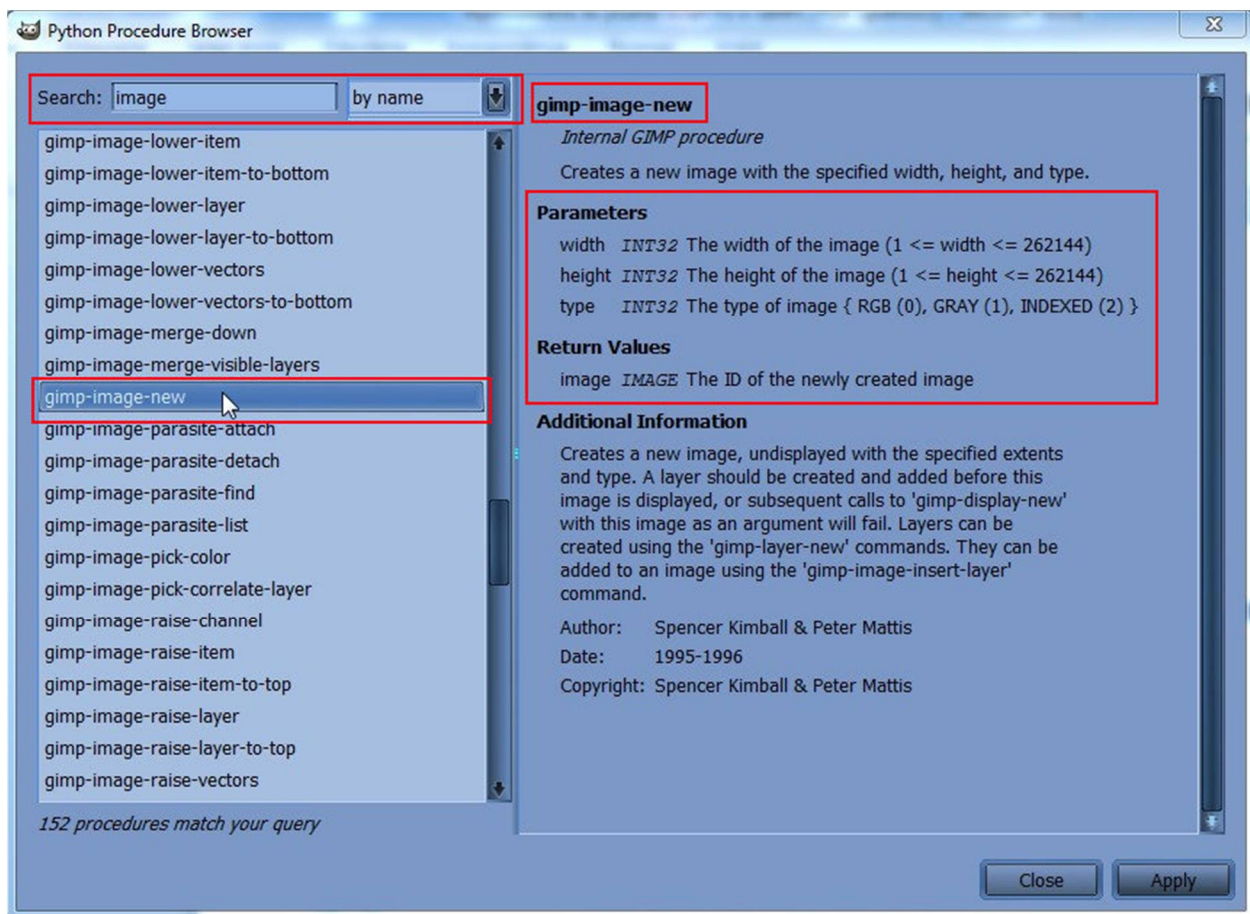 Python Procedure Browser
Search: image by name
gimp-image-lower-item
gimp-image-lower-item-to-bottom
gimp-image-lower-layer
gimp-image-lower-layer-to-bottom
gimp-image-lower-vectors
gimp-image-lower-vectors-to-bottom
gimp-image-merge-down
gimp-image-merge-visible-layers
gimp-image-new
gimp-image-parasite-attach
gimp-image-parasite-detach
gimp-image-parasite-find
gimp-image-parasite-list
gimp-image-pick-color
gimp-image-pick-correlate-layer
gimp-image-raise-channel
gimp-image-raise-item
gimp-image-raise-item-to-top
gimp-image-raise-layer
gimp-image-raise-layer-to-top
gimp-image-raise-vectors
152 procedures match your query
gimp-image-new
Internal GIMP procedure
Creates a new image with the specified width, height, and type.
Parameters
width INT32 The width of the image (1 <= width <= 262144)
height INT32 The height of the image (1 <= height <= 262144)
type INT32 The type of image { RGB (0), GRAY (1), INDEXED (2) }
Return Values
image IMAGE The ID of the newly created image
Additional Information
Creates a new image, undisplayed with the specified extents
and type. A layer should be created and added before this
image is displayed, or subsequent calls to 'gimp-display-new'
with this image as an argument will fail. Layers can be
created using the 'gimp-layer-new' commands. They can be
added to an image using the 'gimp-image-insert-layer'
command.
Author: Spencer Kimball & Peter Mattis
Date: 1995-1996
Copyright: Spencer Kimball & Peter Mattis
Close Apply